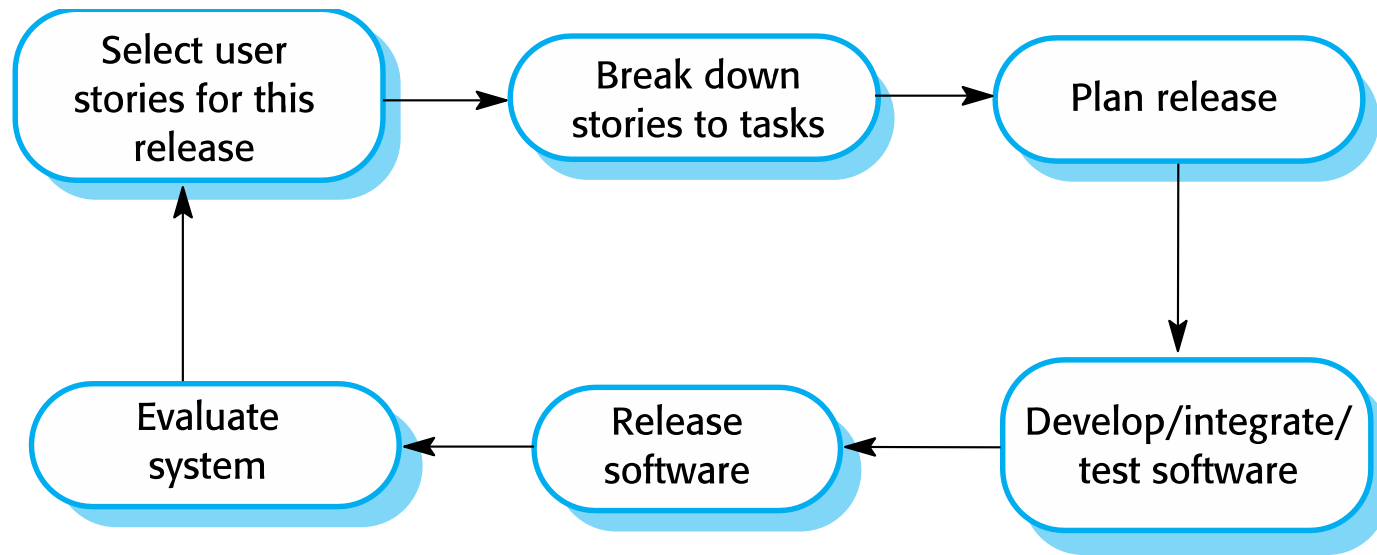 Select user
stories for this
release
Break down
stories to tasks
Plan release
Develop/integrate/
test software
Release
software
Evaluate
system